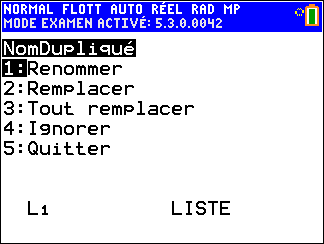 NORMAL FLOTT AUTO RÉEL RAD MP
MODE EXAMEN ACTIVÉ: 5.3.0.0042
NomDupliqué
1:Renommer
2:Remplacer
3:Tout remplacer
4:Ignorer
5:Quitter
L₁ LISTE